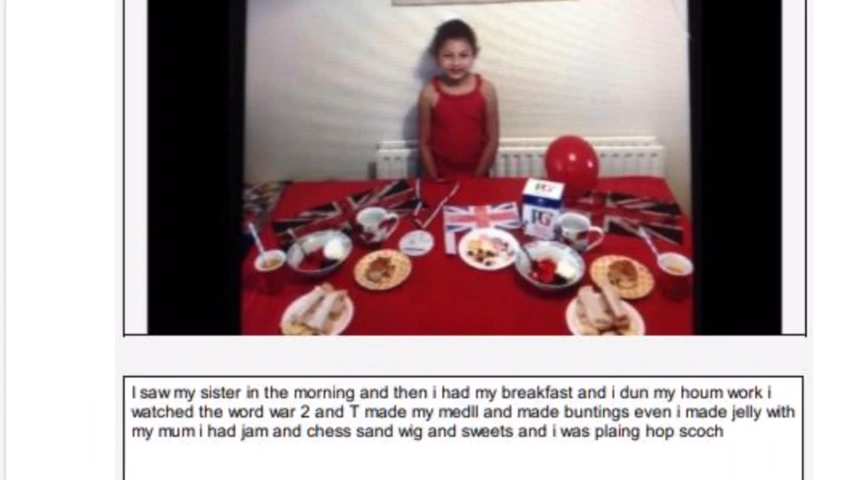 PG
I saw my sister in the morning and then i had my breakfast and i dun my houm work i
watched the word war 2 and T made my medll and made buntings even i made jelly with
my mum i had jam and chess sand wig and sweets and i was plaing hop scoch